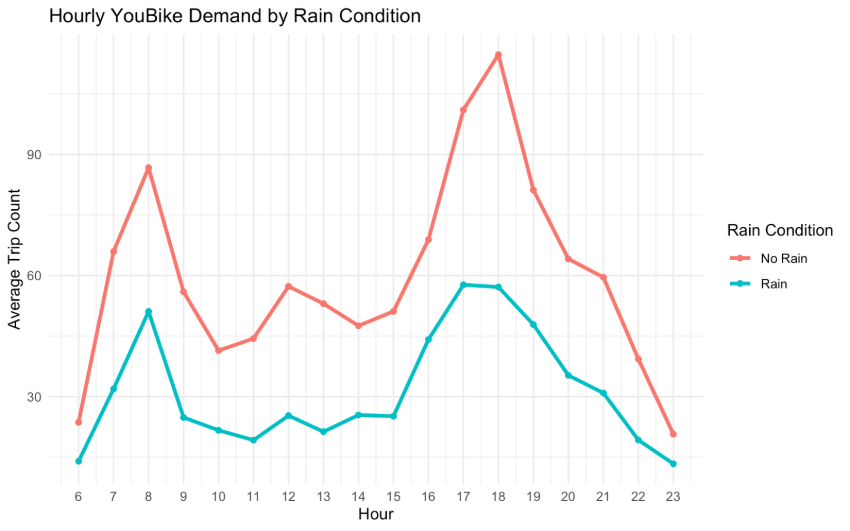 Hourly YouBike Demand by Rain Condition
Average Trip Count
90
60
30
6 7 8 9 10 11 12 13 14 15 16 17 18 19 20 21 22 23
Hour
Rain Condition
No Rain
Rain